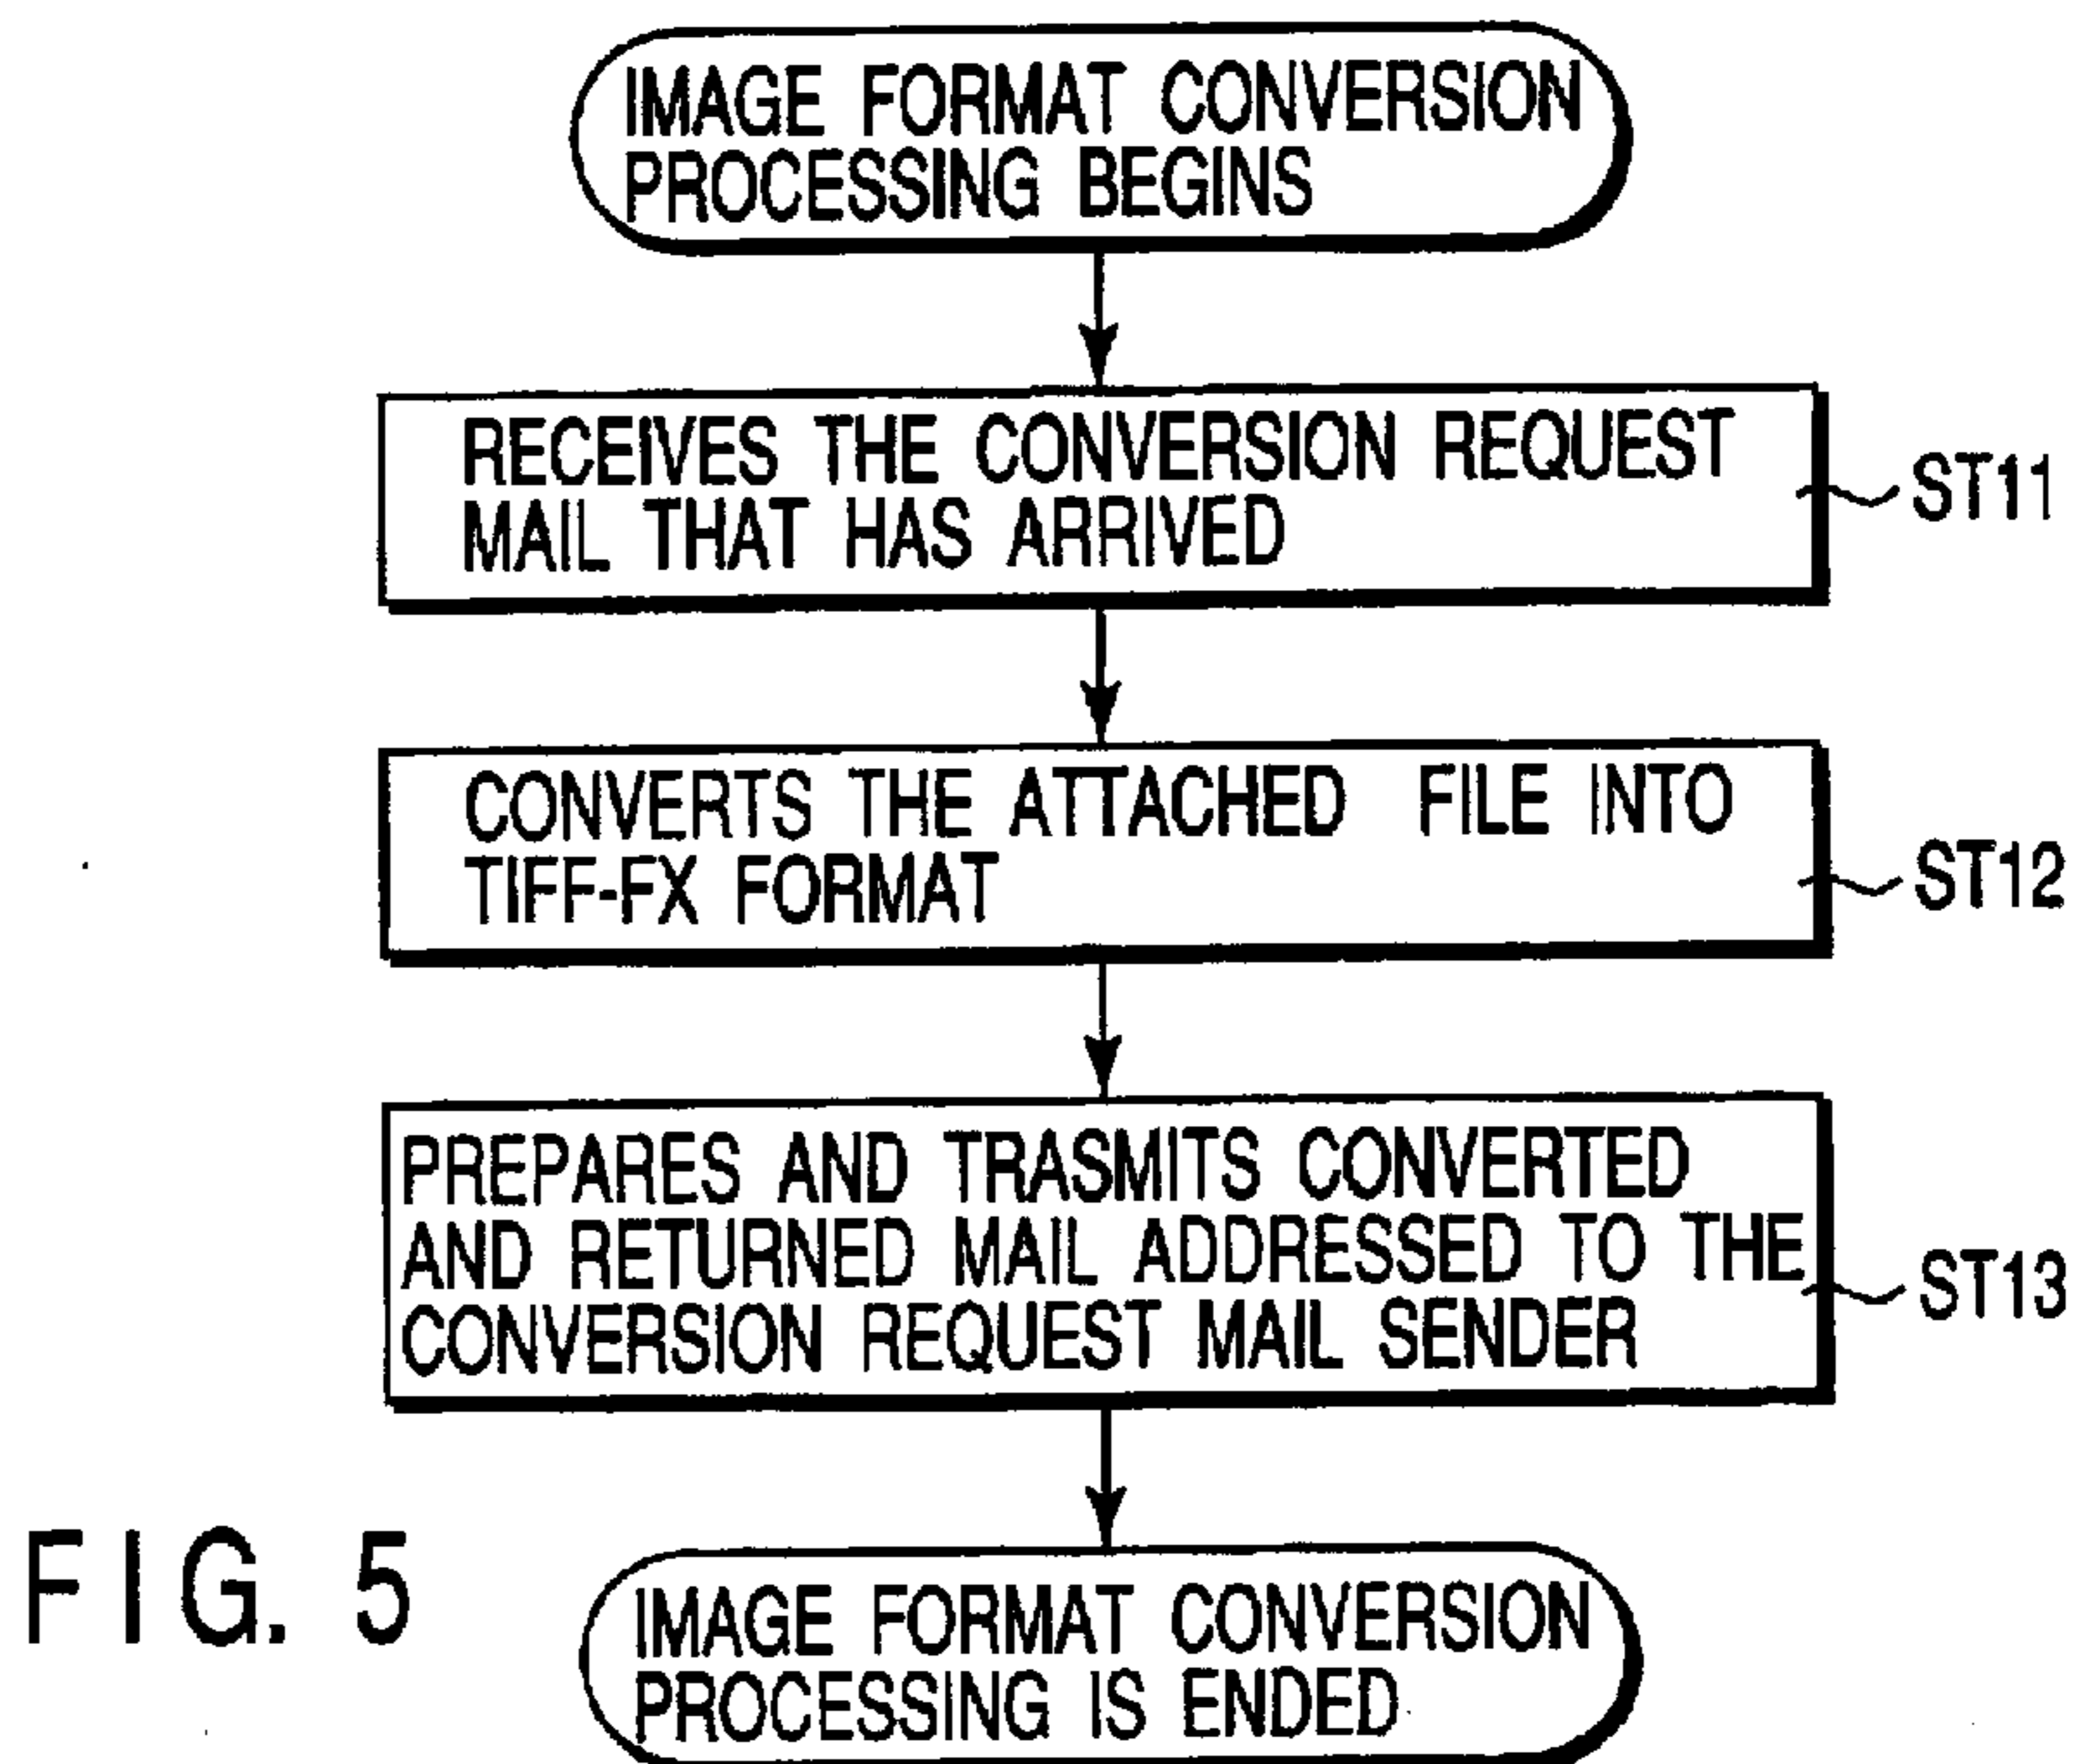 IMAGE FORMAT CONVERSION
PROCESSING BEGINS
RECEIVES THE CONVERSION REQUEST
MAIL THAT HAS ARRIVED
ST11
CONVERTS THE ATTACHED FILE INTO
TIFF-FX FORMAT
ST12
PREPARES AND TRASMITS CONVERTED
AND RETURNED MAIL ADDRESSED TO THE
CONVERSION REQUEST MAIL SENDER
ST13
IMAGE FORMAT CONVERSION
PROCESSING IS ENDED
FIG. 5